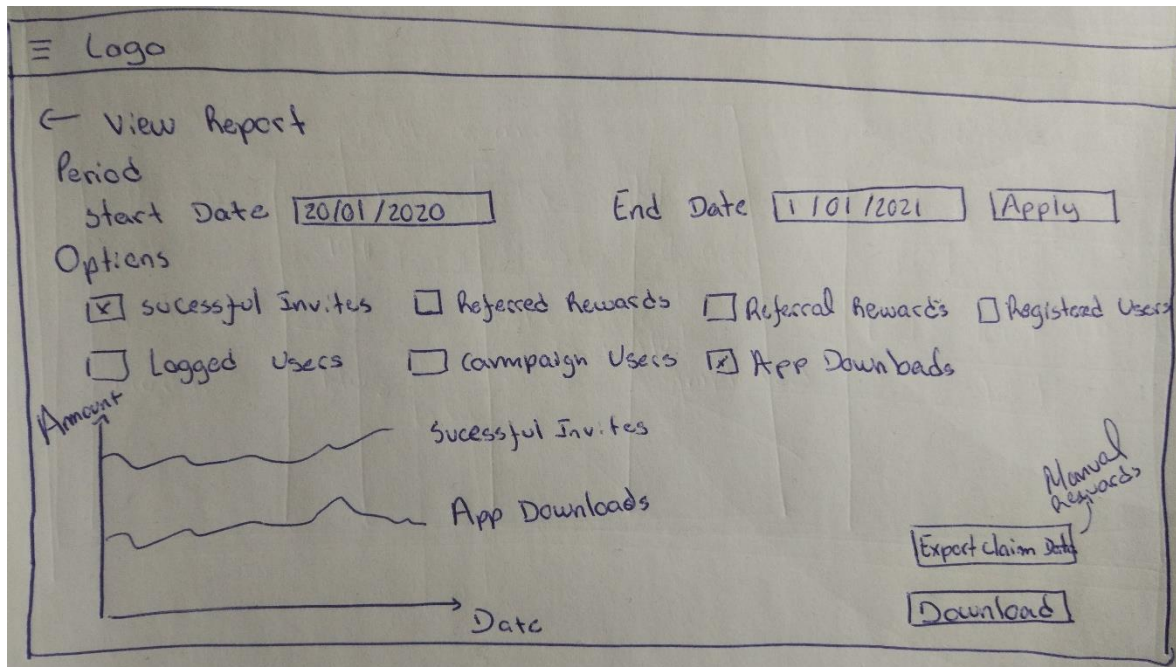 Logo
← View Report
Period
Start Date 20/01/2020 End Date 1/01/2021 Apply
Options
sucessful Invites Referred Rewards Referral Rewards Registered Users
Logged Users Campaign Users App Downloads
Amount
Sucessful Invites
App Downloads
Manual
Rewards
Export Claim Data
Download
Date